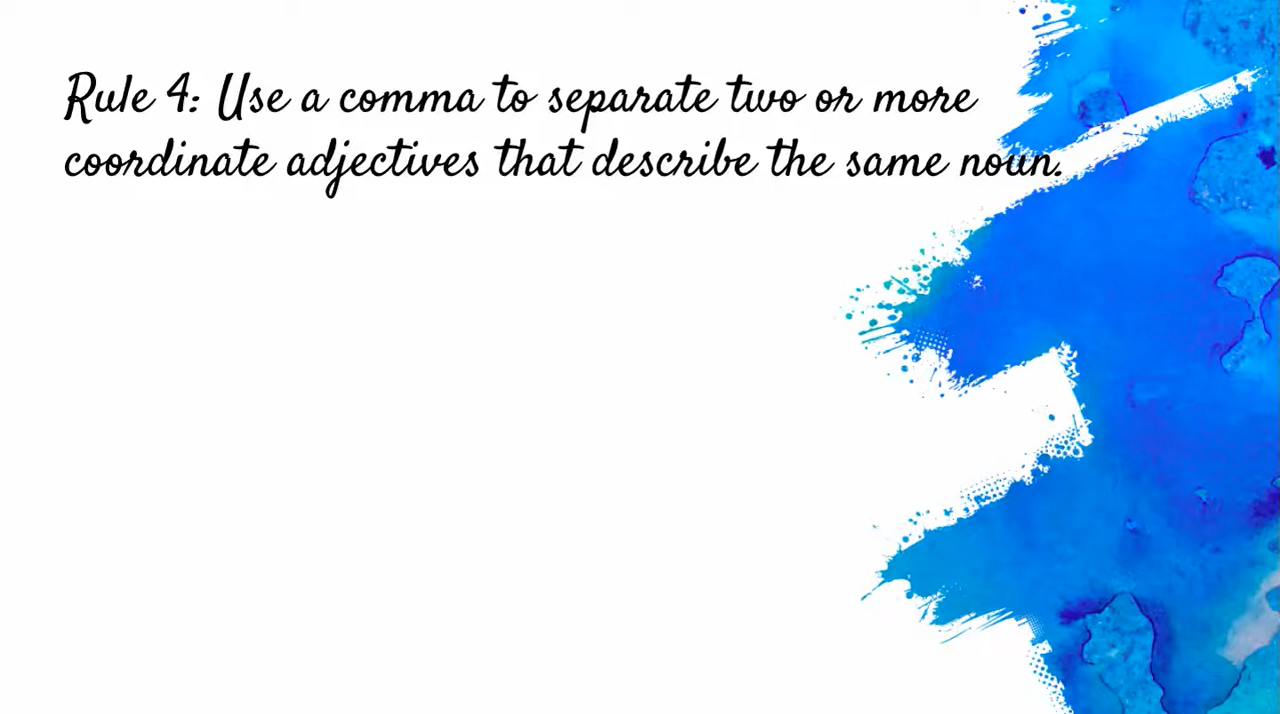 Rule 4: Use a comma to separate two or more
coordinate adjectives that describe the same noun.